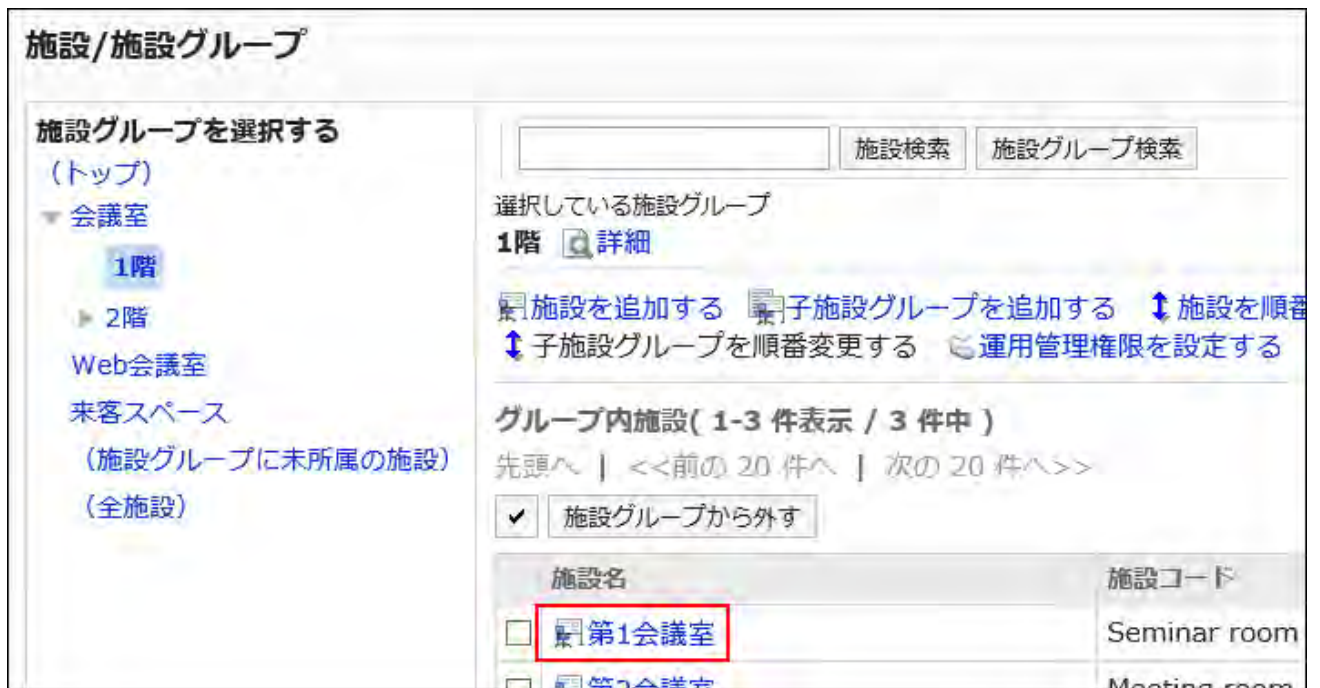 施設/施設グループ
施設グループを選択する
(トップ)
会議室
1階
2階
Web会議室
来客スペース
(施設グループに未所属の施設)
(全施設)
施設検索 施設グループ検索
選択している施設グループ
1階 詳細
施設を追加する 子施設グループを追加する 施設を順番
子施設グループを順番変更する 運用管理権限を設定する
グループ内施設( 1-3 件表示 / 3 件中 )
先頭へ | <<前の 20 件へ | 次の 20 件へ>>
施設グループから外す
施設名 施設コード
第1会議室 Seminar room
第2会議室 Meeting room